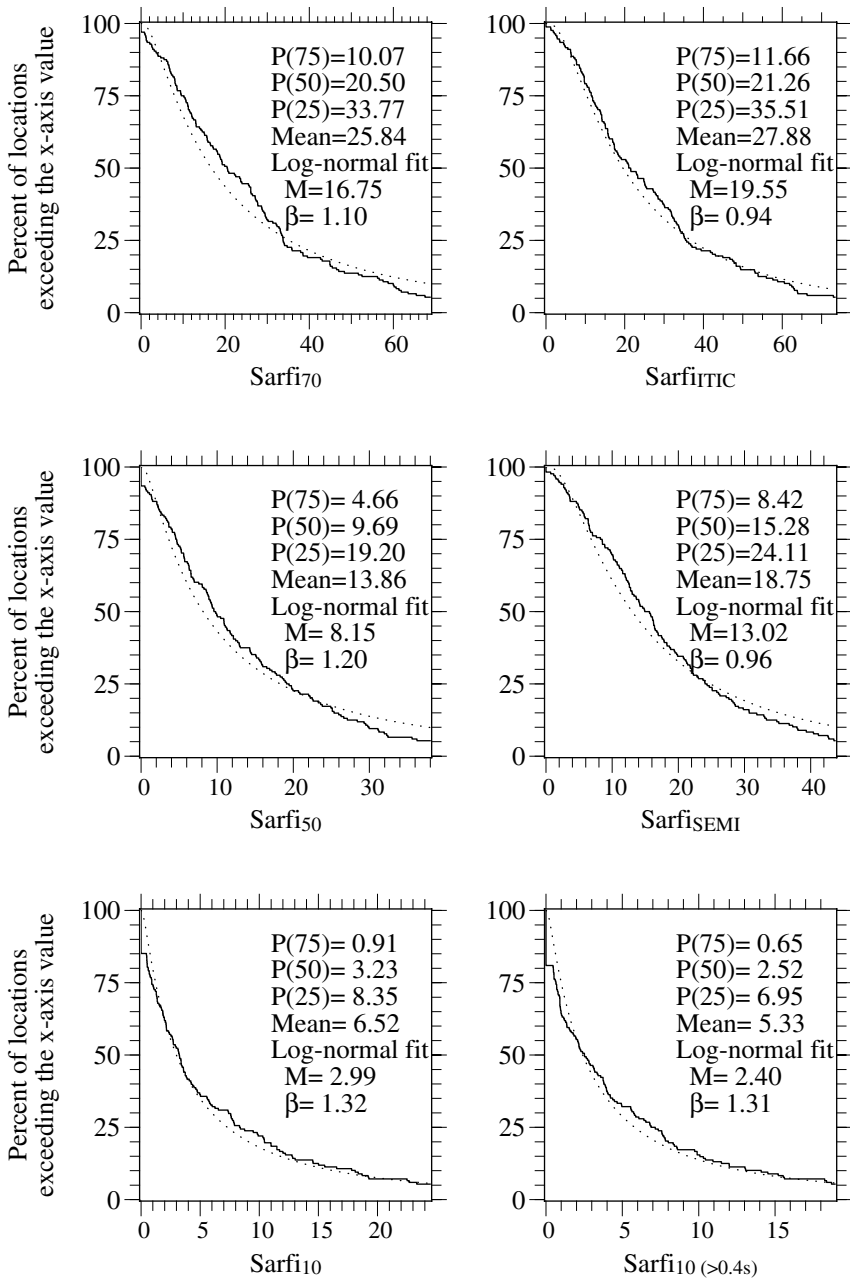 Percent of locations
exceeding the x-axis value
100
75
50
25
0
P(75)=10.07
P(50)=20.50
P(25)=33.77
Mean=25.84
Log-normal fit
M=16.75
β= 1.10
0 20 40 60
Sarfi70
100
75
50
25
0
P(75)=11.66
P(50)=21.26
P(25)=35.51
Mean=27.88
Log-normal fit
M=19.55
β= 0.94
0 20 40 60
SarfiITIC
Percent of locations
exceeding the x-axis value
100
75
50
25
0
P(75)= 4.66
P(50)= 9.69
P(25)=19.20
Mean=13.86
Log-normal fit
M= 8.15
β= 1.20
0 10 20 30
Sarfi50
100
75
50
25
0
P(75)= 8.42
P(50)=15.28
P(25)=24.11
Mean=18.75
Log-normal fit
M=13.02
β= 0.96
0 10 20 30 40
SarfiSEMI
Percent of locations
exceeding the x-axis value
100
75
50
25
0
P(75)= 0.91
P(50)= 3.23
P(25)= 8.35
Mean= 6.52
Log-normal fit
M= 2.99
β= 1.32
0 5 10 15 20
Sarfi10
100
75
50
25
0
P(75)= 0.65
P(50)= 2.52
P(25)= 6.95
Mean= 5.33
Log-normal fit
M= 2.40
β= 1.31
0 5 10 15
Sarfi10 (>0.4s)